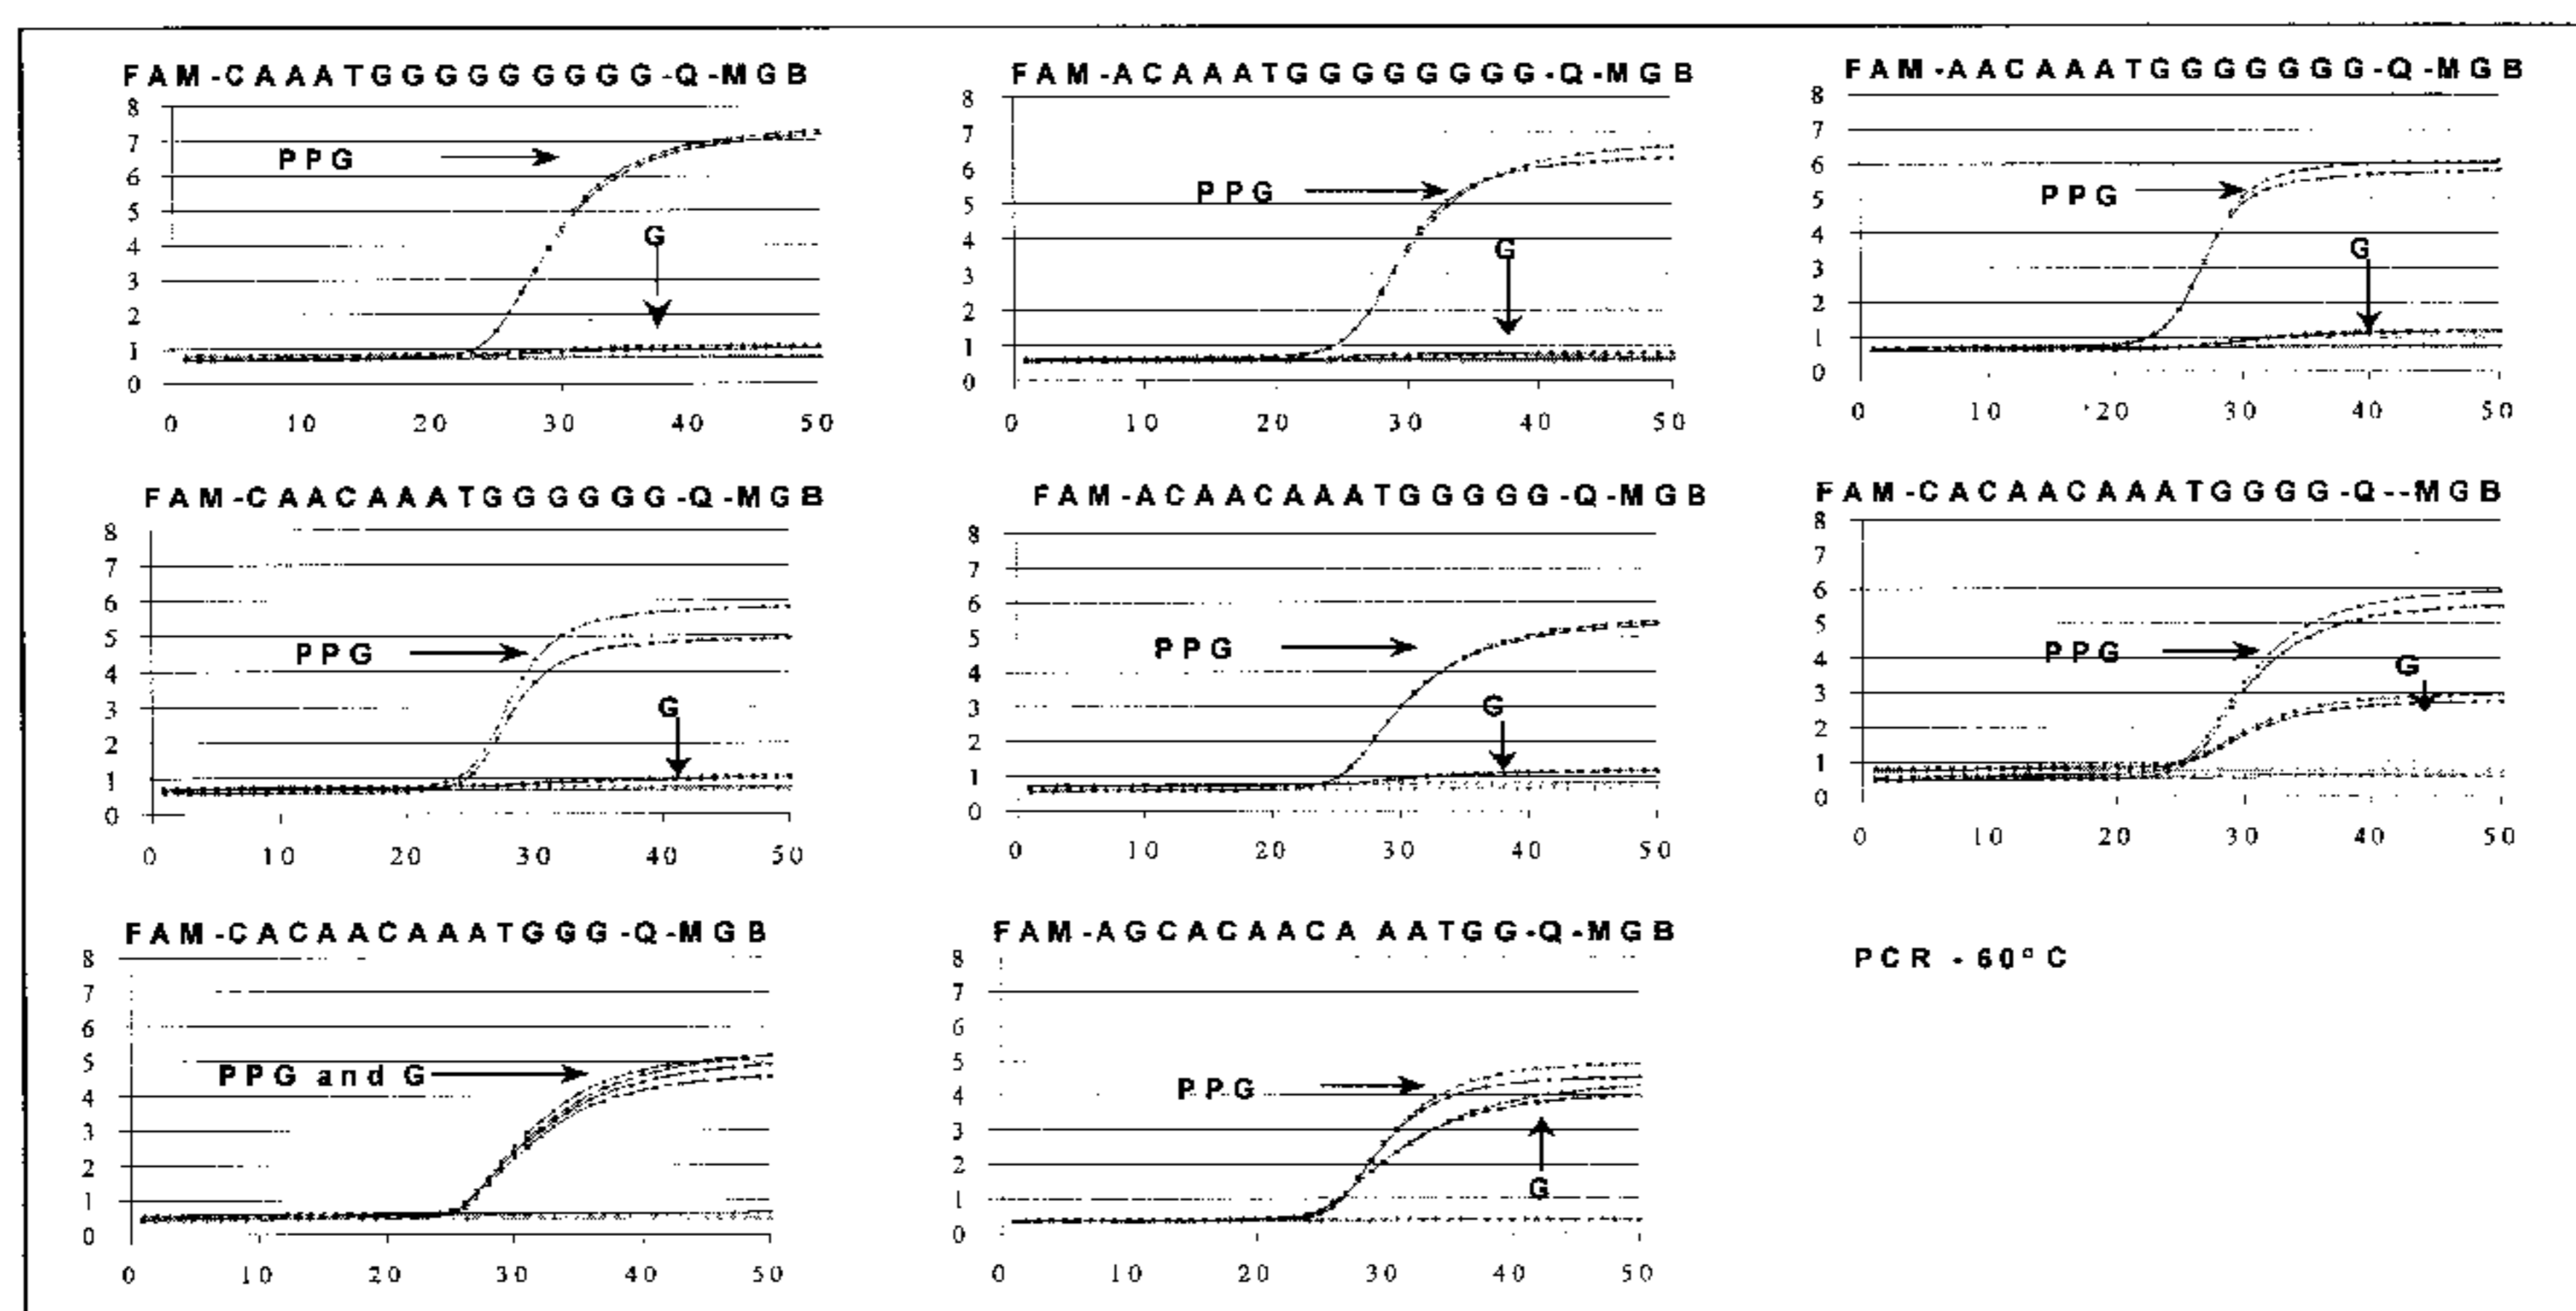 FAM-CAAATGGGGGGGGG-Q-MGB
8
7
PPG
6
5
G
4
3
2
1
0
0 10 20 30 40 50
FAM-ACAAATGGGGGGGG-Q-MGB
8
7
6
PPG
5
4
G
3
2
1
0
0 10 20 30 40 50
FAM-AACAAATGGGGGGG-Q-MGB
8
7
6
PPG
5
4
G
3
2
1
0
0 10 20 30 40 50
FAM-CAACAAATGGGGGG-Q-MGB
8
7
6
5
PPG
4
3
G
2
1
0
0 10 20 30 40 50
FAM-ACAACAAATGGGGG-Q-MGB
8
7
6
5
PPG
4
3
G
2
1
0
0 10 20 30 40 50
FAM-CACAACAAATGGGG-Q--MGB
8
7
6
5
PPG
4
G
3
2
1
0
0 10 20 30 40 50
FAM-CACAACAAATGGG-Q-MGB
8
7
6
5
PPG and G
4
3
2
1
0
0 10 20 30 40 50
FAM-AGCACAACA AATGG-Q-MGB
8
7
6
5
PPG
4
3
2
1
G
0
0 10 20 30 40 50
PCR - 60°C